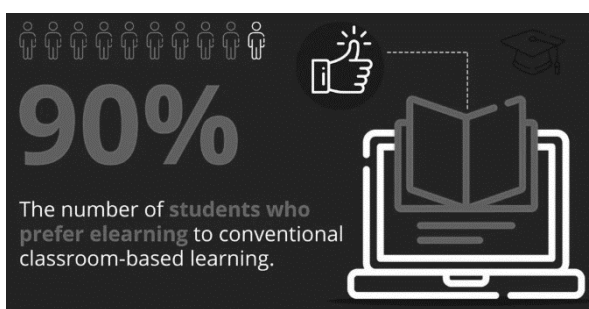 90%
The number of students who
prefer elearning to conventional
classroom-based learning.